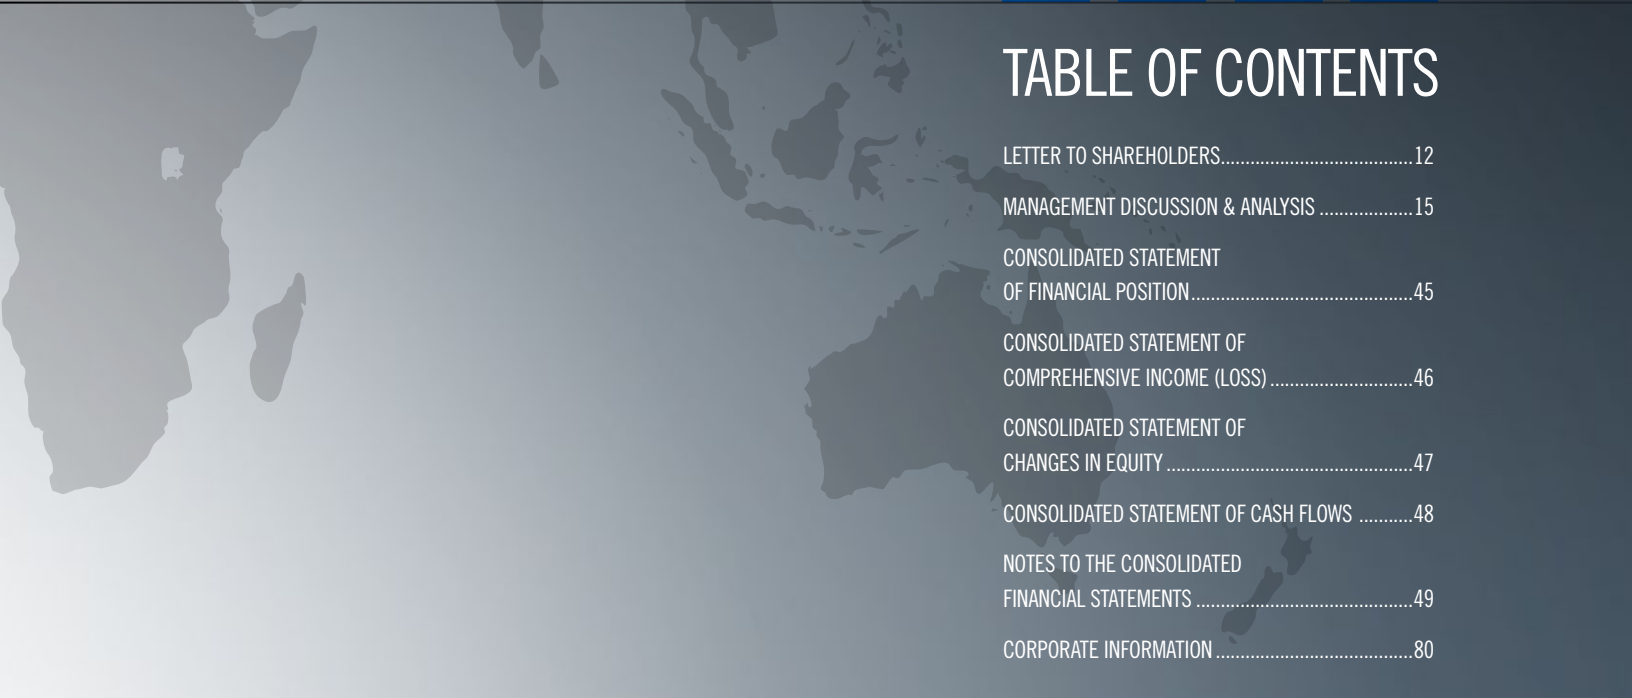 TABLE OF CONTENTS
LETTER TO SHAREHOLDERS.......................................12
MANAGEMENT DISCUSSION & ANALYSIS ...................15
CONSOLIDATED STATEMENT
OF FINANCIAL POSITION.............................................45
CONSOLIDATED STATEMENT OF
COMPREHENSIVE INCOME (LOSS).............................46
CONSOLIDATED STATEMENT OF
CHANGES IN EQUITY ..................................................47
CONSOLIDATED STATEMENT OF CASH FLOWS ...........48
NOTES TO THE CONSOLIDATED
FINANCIAL STATEMENTS ............................................49
CORPORATE INFORMATION........................................80